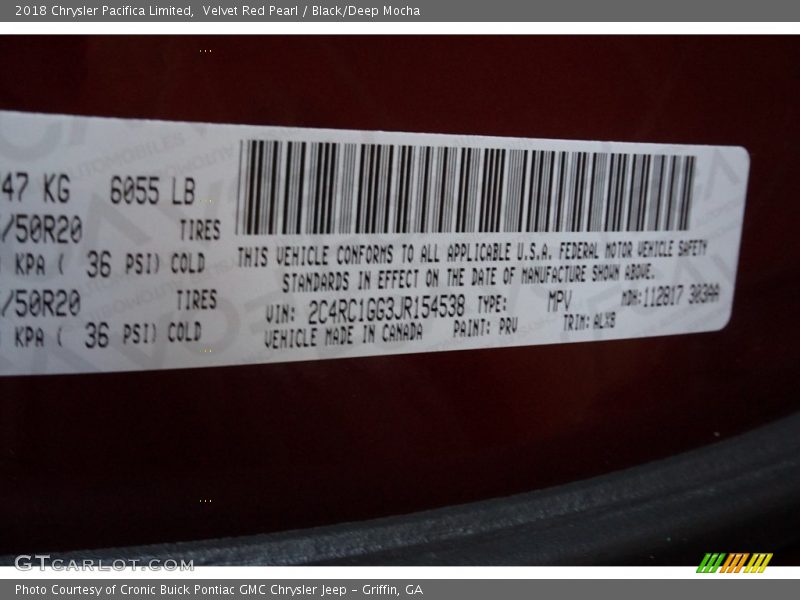 2018 Chrysler Pacifica Limited, Velvet Red Pearl / Black/Deep Mocha
47 KG 6055 LB
/50R20 TIRES
KPA ( 36 PSI) COLD
/50R20 TIRES
KPA ( 36 PSI) COLD
THIS VEHICLE CONFORMS TO ALL APPLICABLE U.S.A. FEDERAL MOTOR VEHICLE SAFETY
STANDARDS IN EFFECT ON THE DATE OF MANUFACTURE SHOWN ABOVE.
VIN: 2C4RC1GG3JR154538 TYPE: MPV MDH:112817 303AA
VEHICLE MADE IN CANADA PAINT: PRV TRIM: ALX8
GTCARLOT.COM
Photo Courtesy of Cronic Buick Pontiac GMC Chrysler Jeep - Griffin, GA